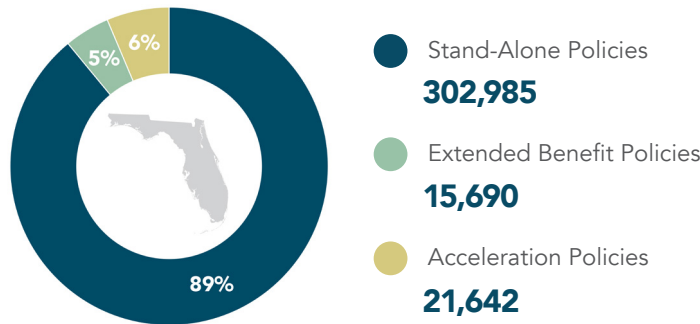 5%
6%
89%
Stand-Alone Policies
302,985
Extended Benefit Policies
15,690
Acceleration Policies
21,642